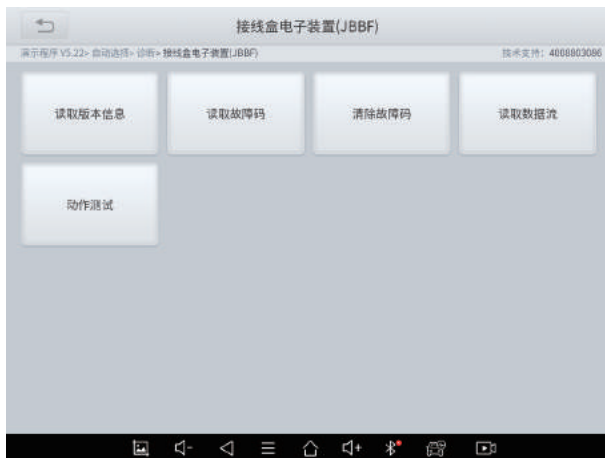 接线盒电子装置(JBBF)
演示程序 V5.22> 自动选择> 诊断> 接线盒电子装置(JBBF)
技术支持: 4008803086
读取版本信息
读取故障码
清除故障码
读取数据流
动作测试